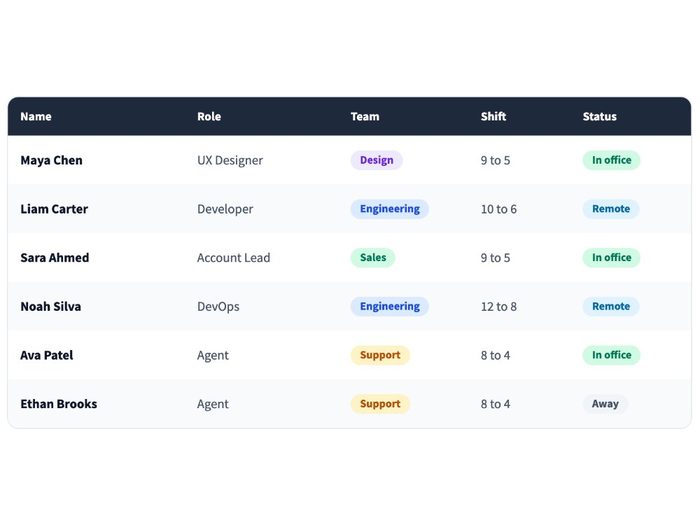 Name Role Team Shift Status
Maya Chen UX Designer Design 9 to 5 In office
Liam Carter Developer Engineering 10 to 6 Remote
Sara Ahmed Account Lead Sales 9 to 5 In office
Noah Silva DevOps Engineering 12 to 8 Remote
Ava Patel Agent Support 8 to 4 In office
Ethan Brooks Agent Support 8 to 4 Away